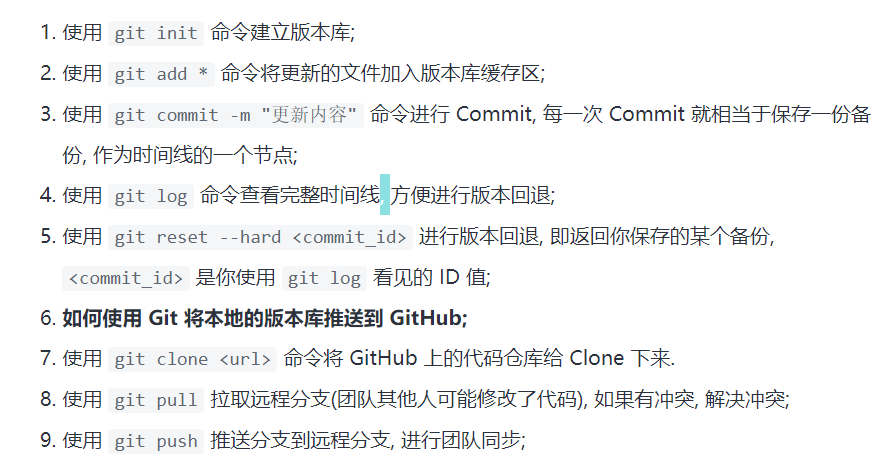 1. 使用 git init 命令建立版本库;
2. 使用 git add * 命令将更新的文件加入版本库缓存区;
3. 使用 git commit -m "更新内容" 命令进行 Commit, 每一次 Commit 就相当于保存一份备
份, 作为时间线的一个节点;
4. 使用 git log 命令查看完整时间线, 方便进行版本回退;
5. 使用 git reset --hard <commit_id> 进行版本回退, 即返回你保存的某个备份,
<commit_id> 是你使用 git log 看见的 ID 值;
6. 如何使用 Git 将本地的版本库推送到 GitHub;
7. 使用 git clone <url> 命令将 GitHub 上的代码仓库给 Clone 下来.
8. 使用 git pull 拉取远程分支(团队其他人可能修改了代码), 如果有冲突, 解决冲突;
9. 使用 git push 推送分支到远程分支, 进行团队同步;